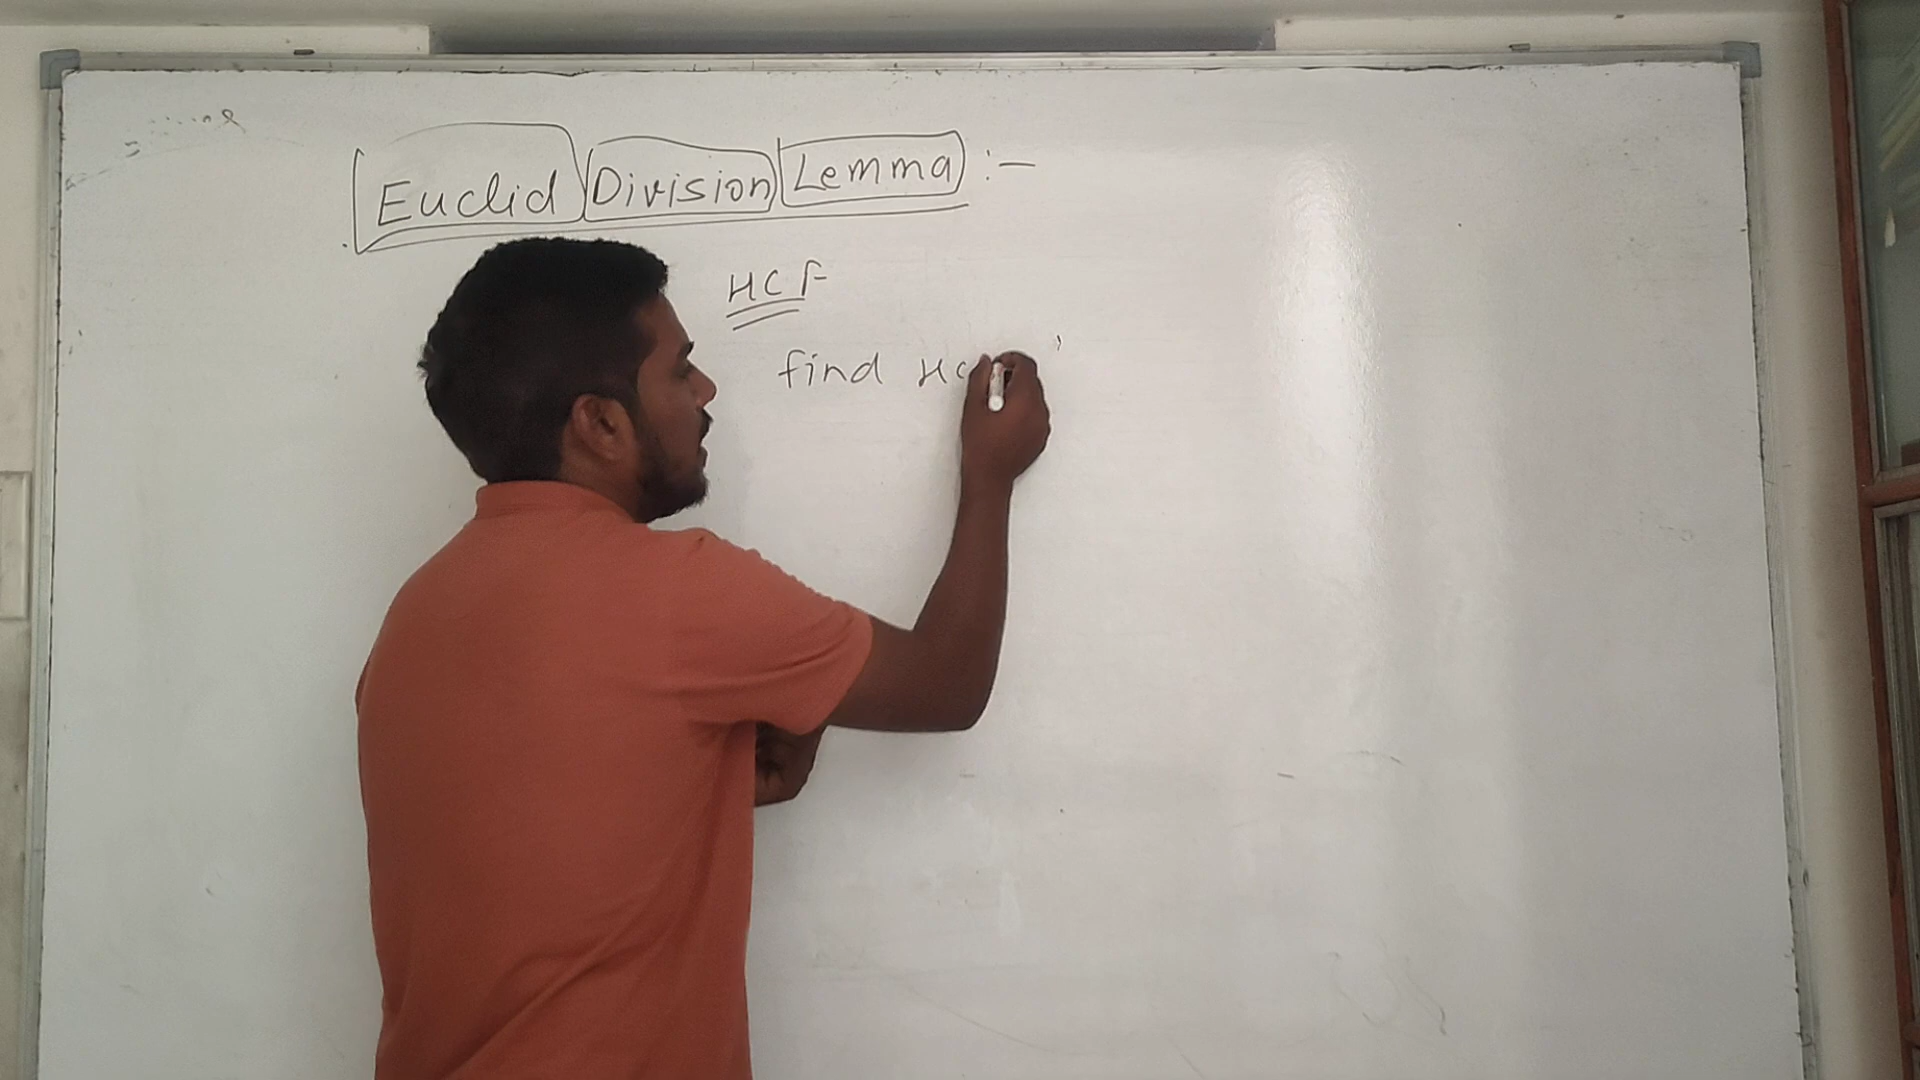 Euclid Division Lemma :-
HCF
find HC